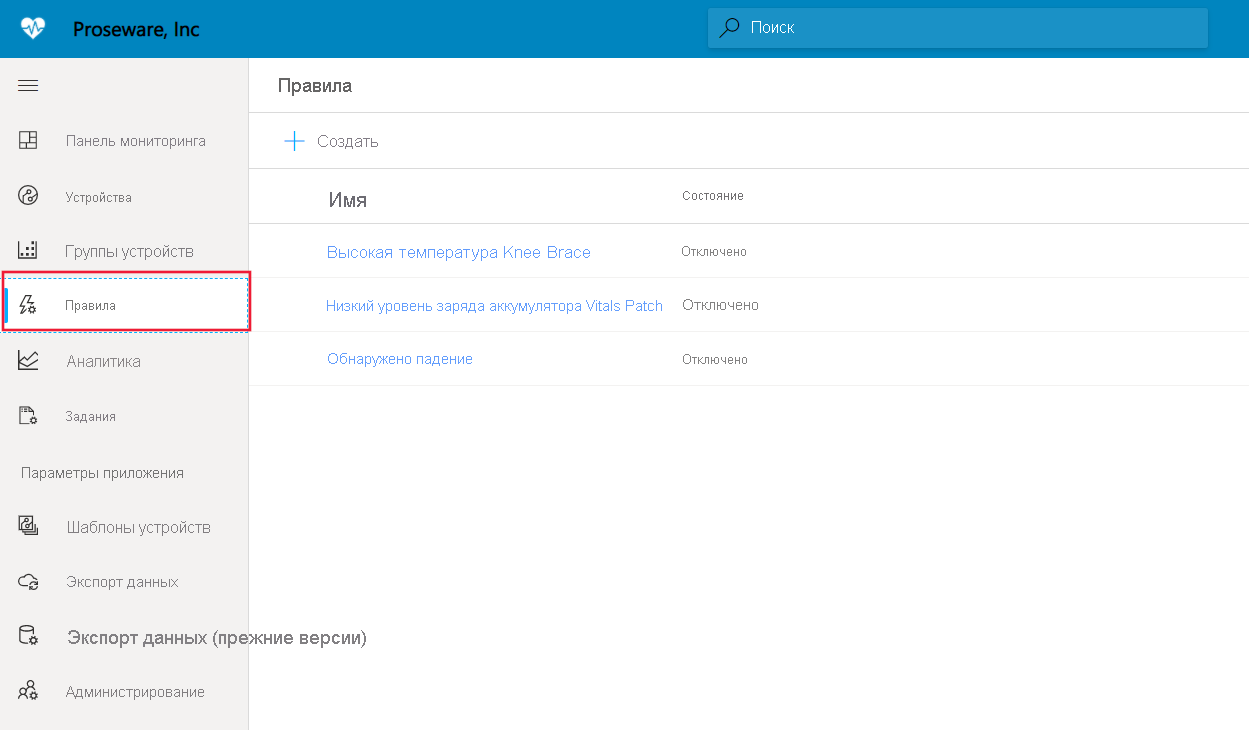 Proseware, Inc
Поиск
Правила
Создать
Имя
Состояние
Высокая температура Knee Brace
Отключено
Низкий уровень заряда аккумулятора Vitals Patch
Отключено
Обнаружено падение
Отключено
Панель мониторинга
Устройства
Группы устройств
Правила
Аналитика
Задания
Параметры приложения
Шаблоны устройств
Экспорт данных
Экспорт данных (прежние версии)
Администрирование